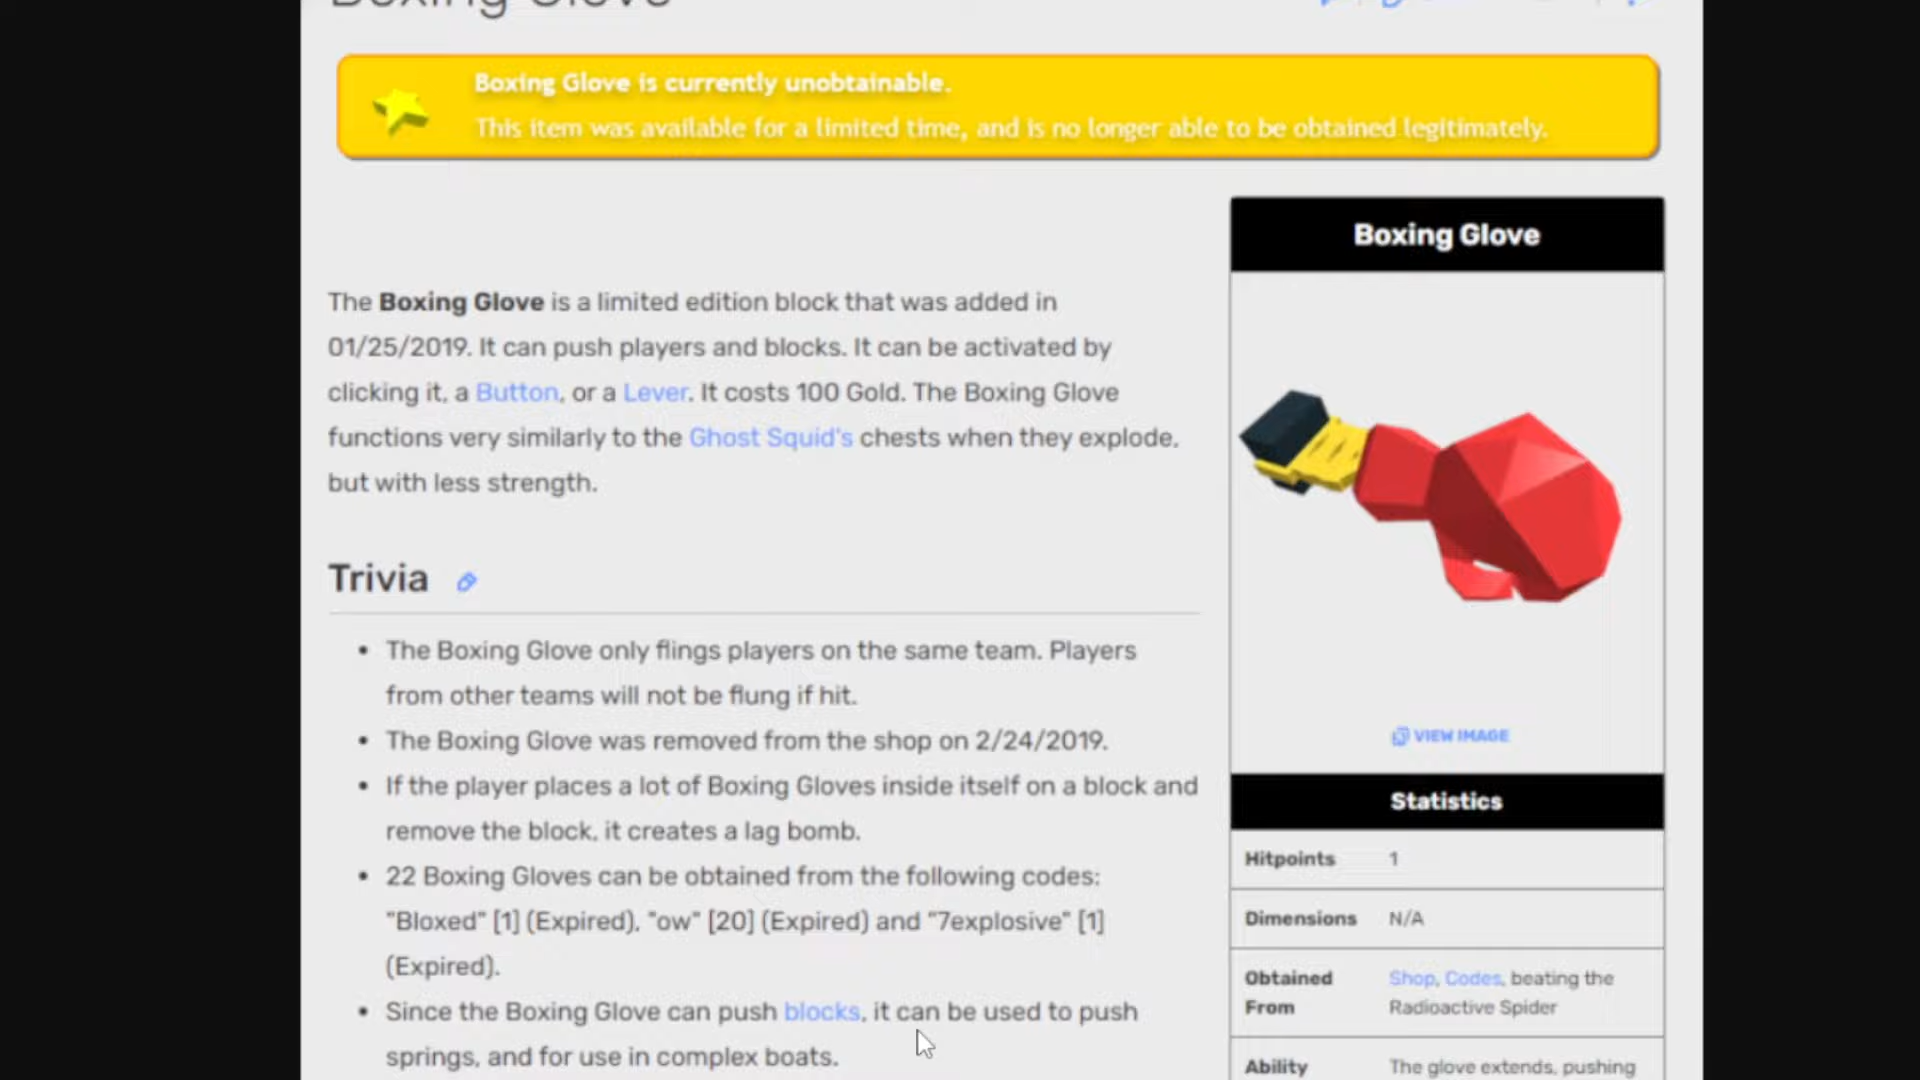 Boxing Glove
Boxing Glove is currently unobtainable.
This item was available for a limited time, and is no longer able to be obtained legitimately.
The Boxing Glove is a limited edition block that was added in
01/25/2019. It can push players and blocks. It can be activated by
clicking it, a Button, or a Lever. It costs 100 Gold. The Boxing Glove
functions very similarly to the Ghost Squid's chests when they explode,
but with less strength.
Trivia
• The Boxing Glove only flings players on the same team. Players
from other teams will not be flung if hit.
• The Boxing Glove was removed from the shop on 2/24/2019.
• If the player places a lot of Boxing Gloves inside itself on a block and
remove the block, it creates a lag bomb.
• 22 Boxing Gloves can be obtained from the following codes:
"Bloxed" [1] (Expired), "ow" [20] (Expired) and "7explosive" [1]
(Expired).
• Since the Boxing Glove can push blocks, it can be used to push
springs, and for use in complex boats.
Boxing Glove
VIEW IMAGE
Statistics
Hitpoints 1
Dimensions N/A
Obtained From Shop, Codes, beating the
Radioactive Spider
Ability The glove extends, pushing